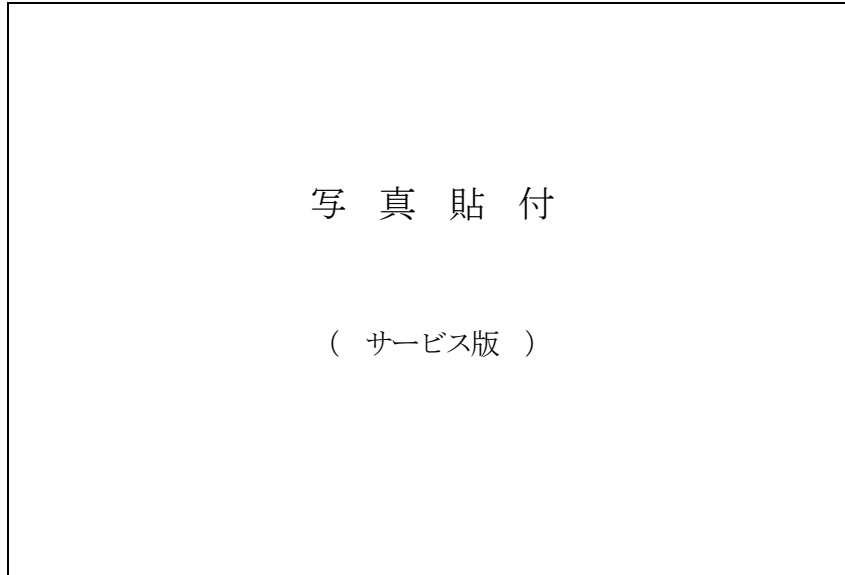 写　真　貼　付
（　サービス版　）